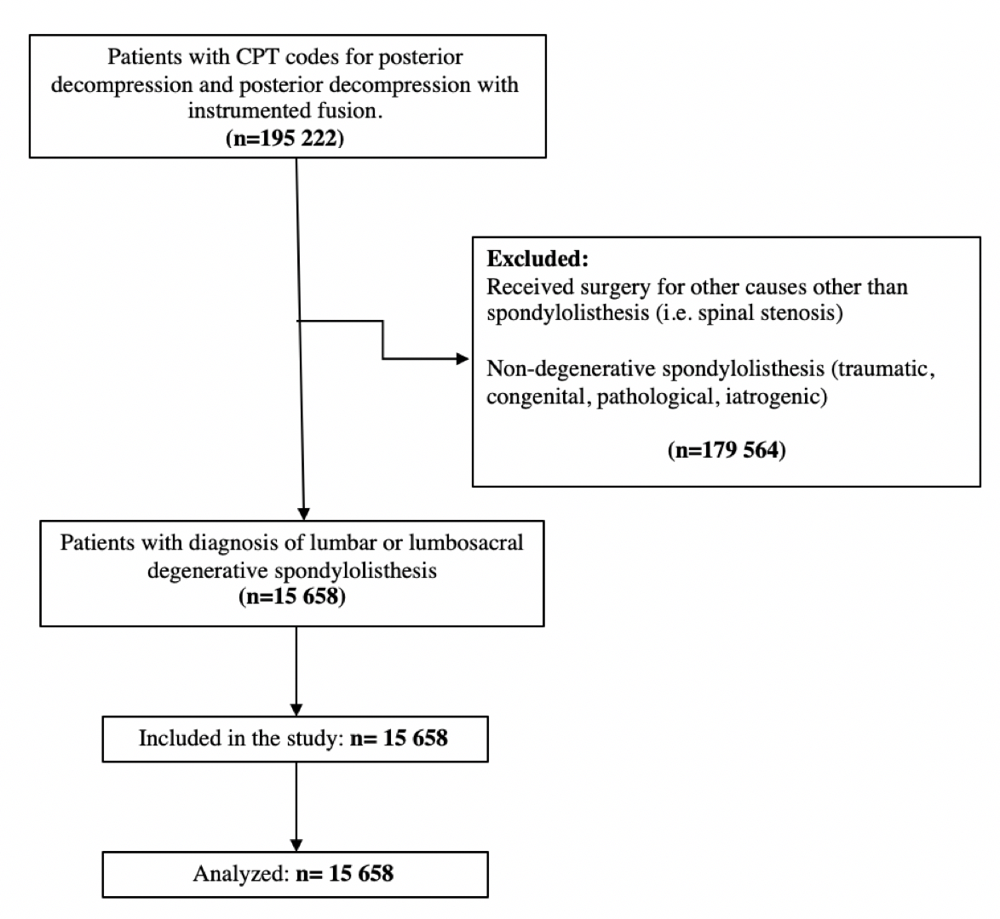 Patients with CPT codes for posterior
decompression and posterior decompression with
instrumented fusion.
(n=195 222)
Excluded:
Received surgery for other causes other than
spondylolisthesis (i.e. spinal stenosis)
Non-degenerative spondylolisthesis (traumatic,
congenital, pathological, iatrogenic)
(n=179 564)
Patients with diagnosis of lumbar or lumbosacral
degenerative spondylolisthesis
(n=15 658)
Included in the study: n= 15 658
Analyzed: n= 15 658